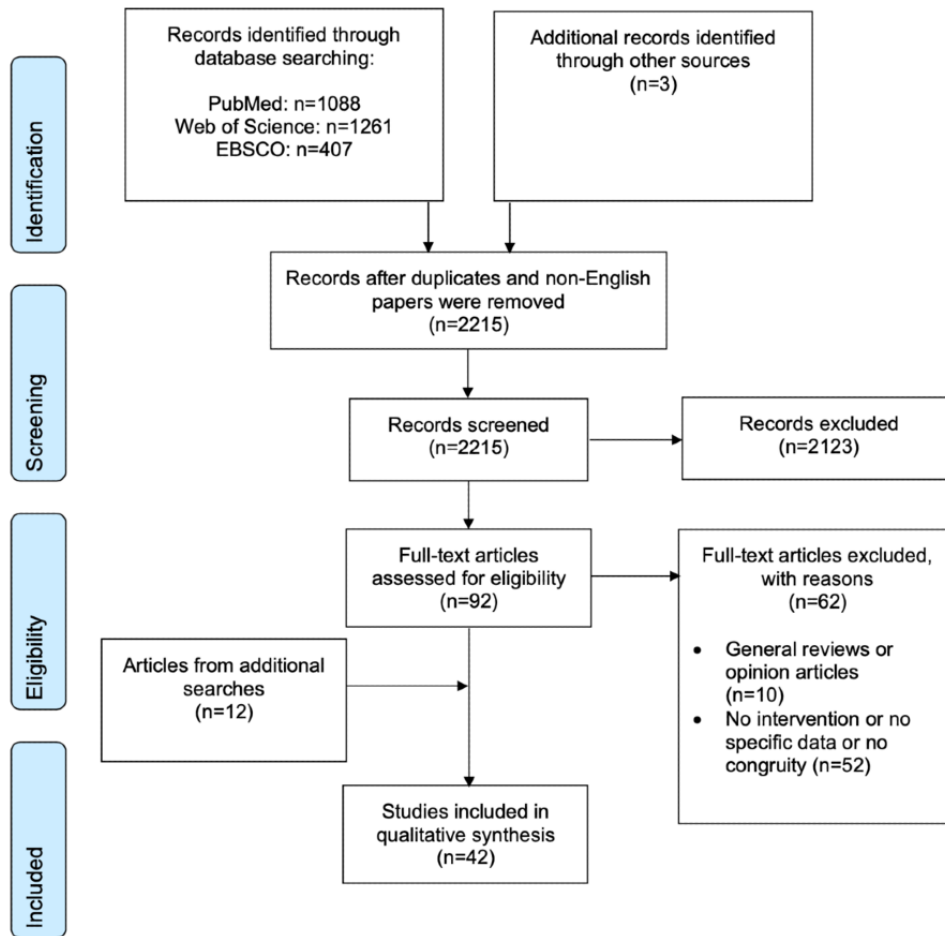 Identification
Records identified through
database searching:
PubMed: n=1088
Web of Science: n=1261
EBSCO: n=407
Additional records identified
through other sources
(n=3)
Records after duplicates and non-English
papers were removed
(n=2215)
Screening
Records screened
(n=2215)
Records excluded
(n=2123)
Eligibility
Full-text articles
assessed for eligibility
(n=92)
Full-text articles excluded,
with reasons
(n=62)
• General reviews or
opinion articles
(n=10)
• No intervention or no
specific data or no
congruity (n=52)
Articles from additional
searches
(n=12)
Included
Studies included in
qualitative synthesis
(n=42)